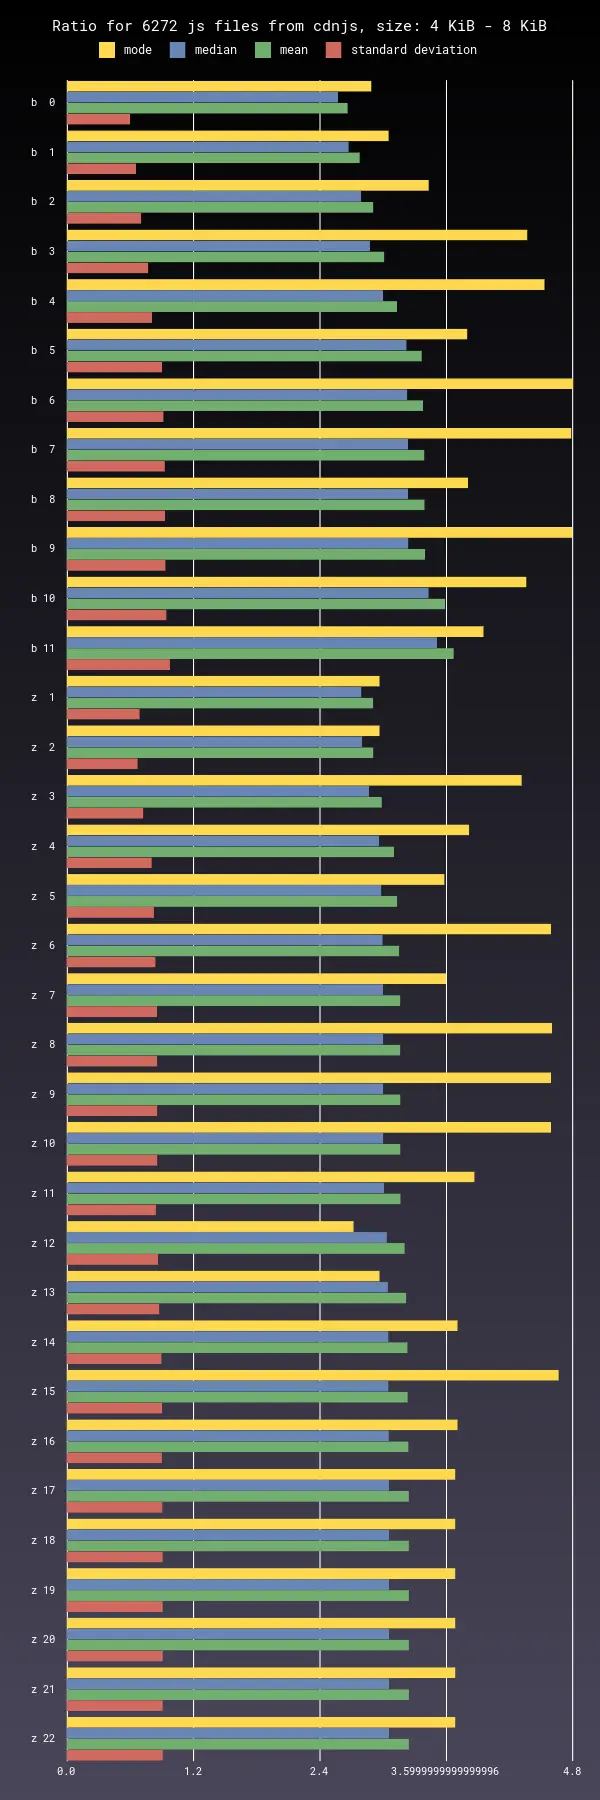 Ratio for 6272 js files from cdnjs, size: 4 KiB - 8 KiB
mode median mean standard deviation
b 0
b 1
b 2
b 3
b 4
b 5
b 6
b 7
b 8
b 9
b 10
b 11
z 1
z 2
z 3
z 4
z 5
z 6
z 7
z 8
z 9
z 10
z 11
z 12
z 13
z 14
z 15
z 16
z 17
z 18
z 19
z 20
z 21
z 22
0.0 1.2 2.4 3.5999999999999996 4.8